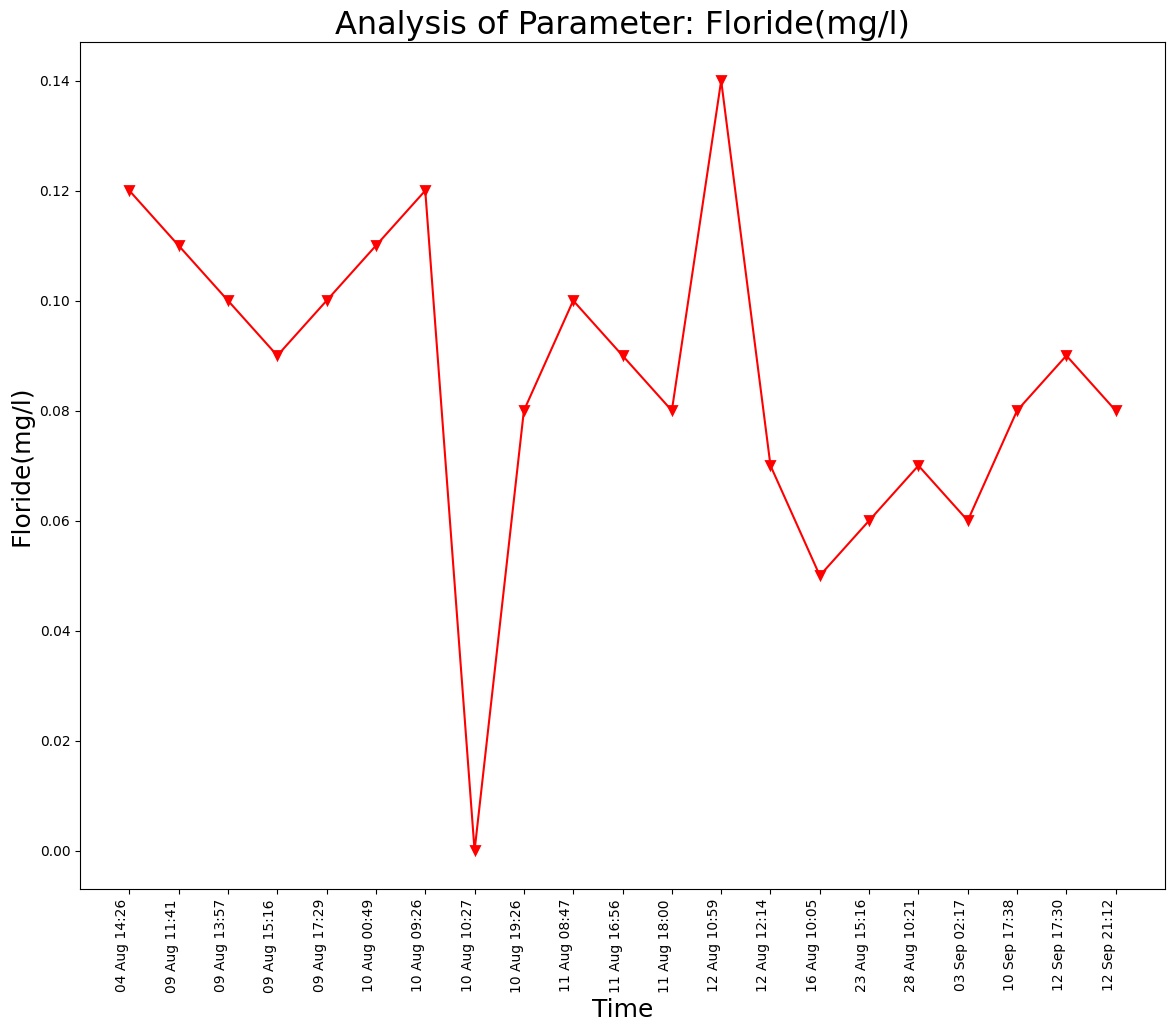 Analysis of Parameter: Floride(mg/l)
Floride(mg/l)
0.14
0.12
0.10
0.08
0.06
0.04
0.02
0.00
04 Aug 14:26
09 Aug 11:41
09 Aug 13:57
09 Aug 15:16
09 Aug 17:29
10 Aug 00:49
10 Aug 09:26
10 Aug 10:27
10 Aug 19:26
11 Aug 08:47
11 Aug 16:56
11 Aug 18:00
12 Aug 10:59
12 Aug 12:14
16 Aug 10:05
23 Aug 15:16
28 Aug 10:21
03 Sep 02:17
10 Sep 17:38
12 Sep 17:30
12 Sep 21:12
Time